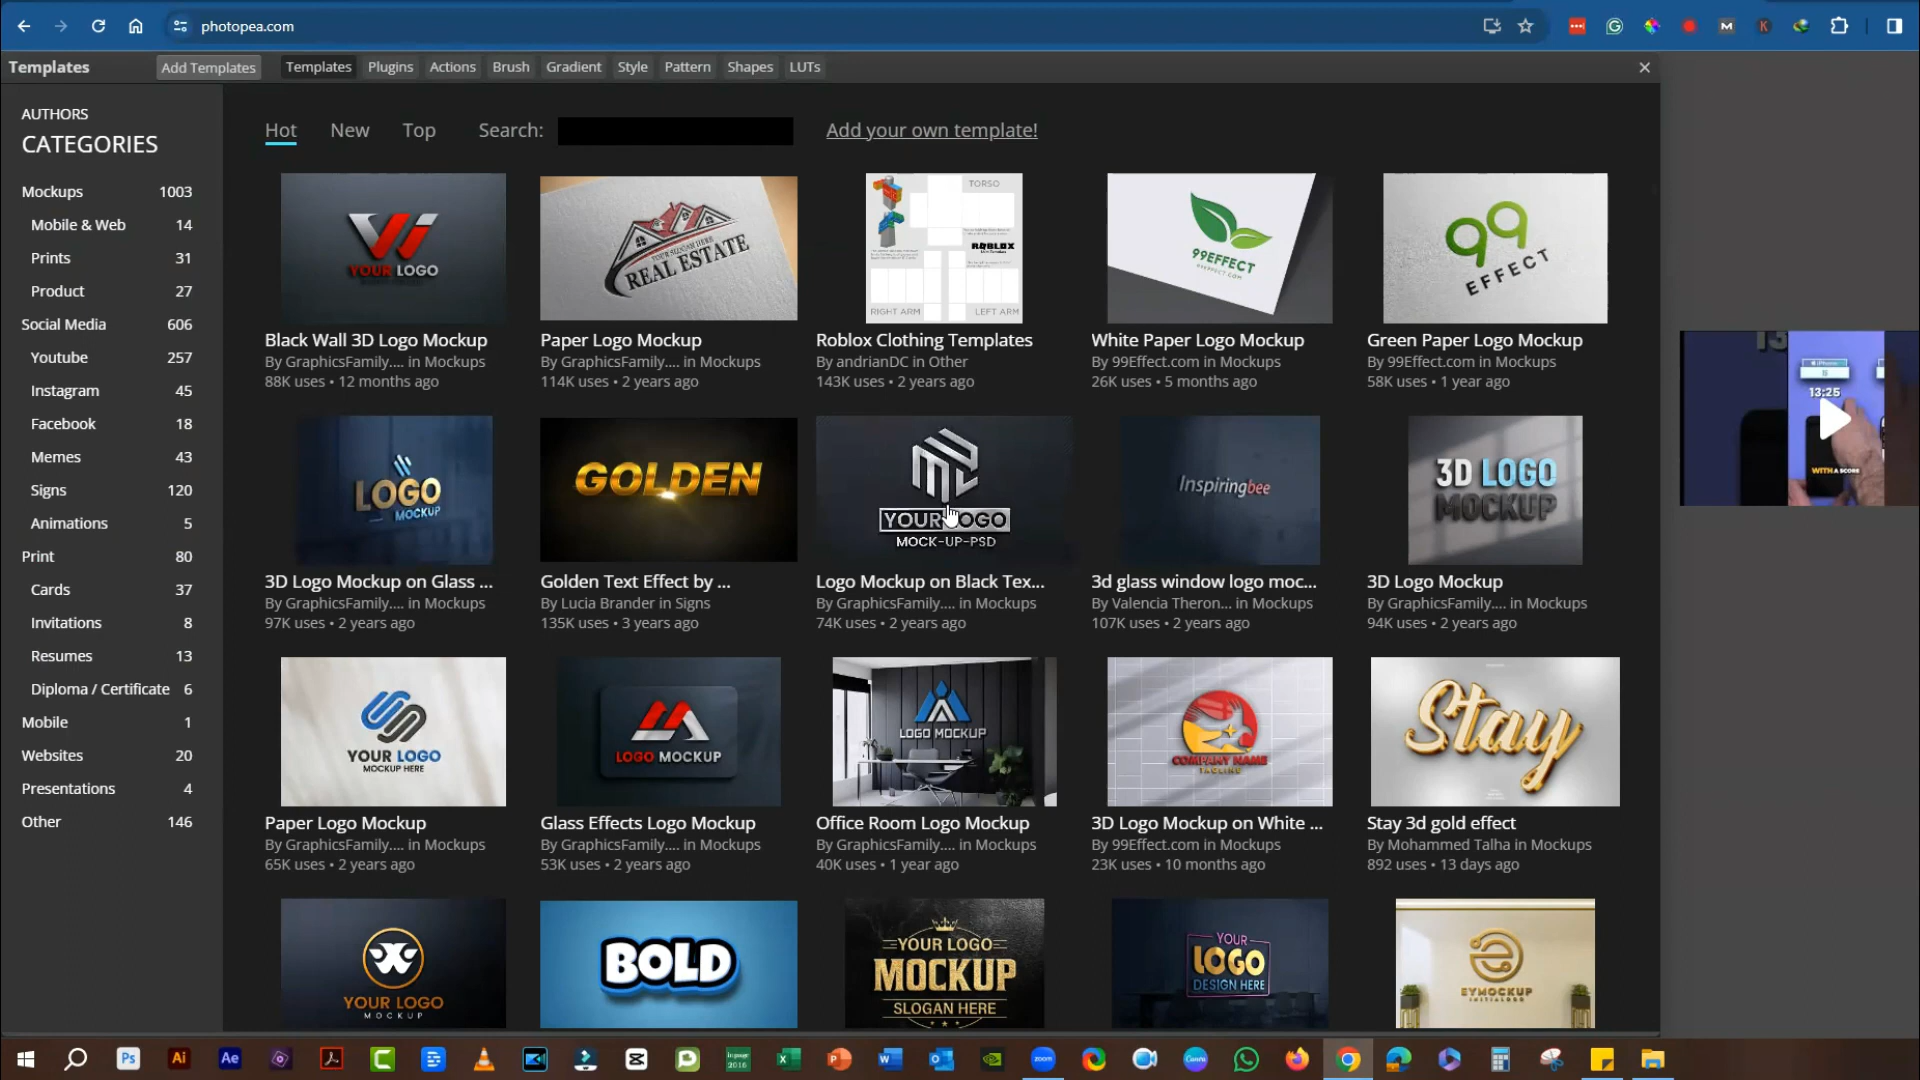 photopea.com
Templates
Add Templates
Templates
Plugins
Actions
Brush
Gradient
Style
Pattern
Shapes
LUTs
AUTHORS
CATEGORIES
Mockups 1003
Mobile & Web 14
Prints 31
Product 27
Social Media 606
Youtube 257
Instagram 45
Facebook 18
Memes 43
Signs 120
Animations 5
Print 80
Cards 37
Invitations 8
Resumes 13
Diploma / Certificate 6
Mobile 1
Websites 20
Presentations 4
Other 146
Hot
New
Top
Search:
Add your own template!
YOUR LOGO
REAL ESTATE
TORSO
ROBLOX
RIGHT ARM
LEFT ARM
99EFFECT
99EFFECT.COM
99
EFFECT
Black Wall 3D Logo Mockup
By GraphicsFamily.... in Mockups
88K uses • 12 months ago
Paper Logo Mockup
By GraphicsFamily.... in Mockups
114K uses • 2 years ago
Roblox Clothing Templates
By andrianDC in Other
143K uses • 2 years ago
White Paper Logo Mockup
By 99Effect.com in Mockups
26K uses • 5 months ago
Green Paper Logo Mockup
By 99Effect.com in Mockups
58K uses • 1 year ago
13:25
WITH A SCORE
LOGO
MOCKUP
GOLDEN
YOUR LOGO
MOCK-UP-PSD
Inspiringbee
3D LOGO
MOCKUP
3D Logo Mockup on Glass ...
By GraphicsFamily.... in Mockups
97K uses • 2 years ago
Golden Text Effect by ...
By Lucia Brander in Signs
135K uses • 3 years ago
Logo Mockup on Black Tex...
By GraphicsFamily.... in Mockups
74K uses • 2 years ago
3d glass window logo moc...
By Valencia Theron... in Mockups
107K uses • 2 years ago
3D Logo Mockup
By GraphicsFamily.... in Mockups
94K uses • 2 years ago
YOUR LOGO
MOCKUP HERE
LOGO MOCKUP
LOGO MOCKUP
COMPANY NAME
TAGLINE
Stay
Paper Logo Mockup
By GraphicsFamily.... in Mockups
65K uses • 2 years ago
Glass Effects Logo Mockup
By GraphicsFamily.... in Mockups
53K uses • 2 years ago
Office Room Logo Mockup
By GraphicsFamily.... in Mockups
40K uses • 1 year ago
3D Logo Mockup on White ...
By 99Effect.com in Mockups
23K uses • 10 months ago
Stay 3d gold effect
By Mohammed Talha in Mockups
892 uses • 13 days ago
YOUR LOGO
MOCKUP
BOLD
YOUR LOGO
MOCKUP
SLOGAN HERE
YOUR
LOGO
DESIGN HERE
EYMOCKUP
Ps
Ai
Ae
zoom